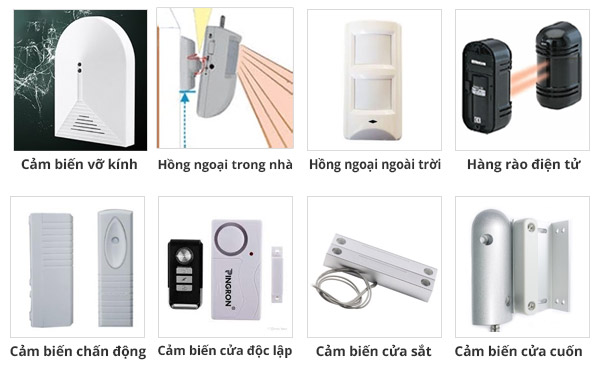 Cảm biến vỡ kính
Hồng ngoại trong nhà
Hồng ngoại ngoài trời
Hàng rào điện tử
PINGRON
Cảm biến chấn động
Cảm biến cửa độc lập
Cảm biến cửa sắt
Cảm biến cửa cuốn